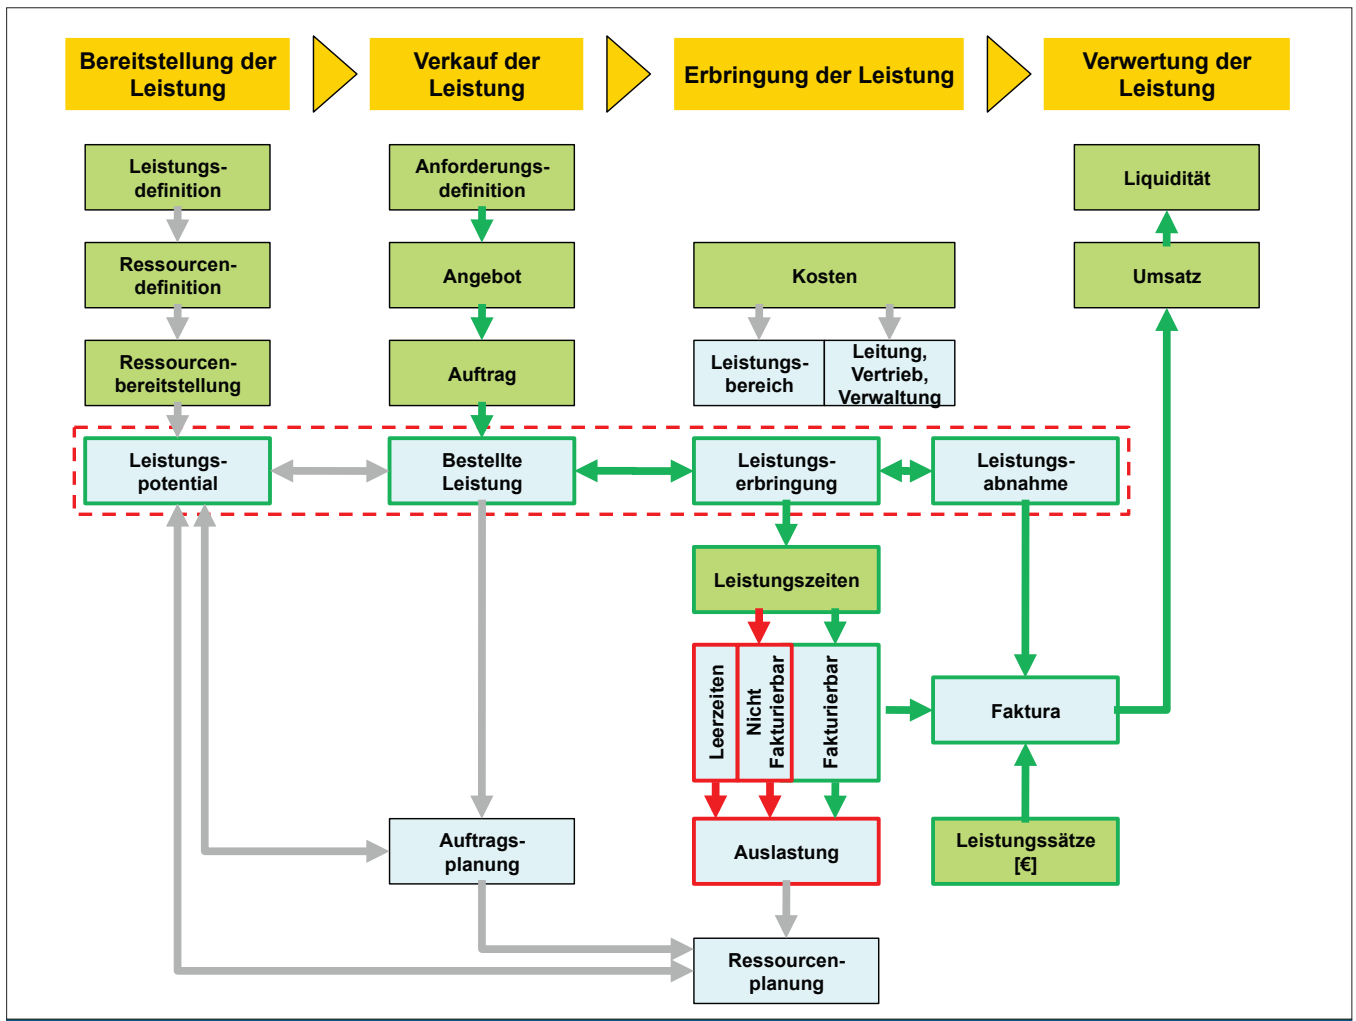 Bereitstellung der
Leistung
Verkauf der
Leistung
Erbringung der Leistung
Verwertung der
Leistung
Leistungs-
definition
Ressourcen-
definition
Ressourcen-
bereitstellung
Leistungs-
potential
Anforderungs-
definition
Angebot
Auftrag
Bestellte
Leistung
Auftrags-
planung
Kosten
Leistungs-
bereich
Leitung,
Vertrieb,
Verwaltung
Leistungs-
erbringung
Leistungs-
abnahme
Leistungszeiten
Leerzeiten
Nicht
Fakturierbar
Fakturierbar
Auslastung
Ressourcen-
planung
Liquidität
Umsatz
Faktura
Leistungssätze
[€]